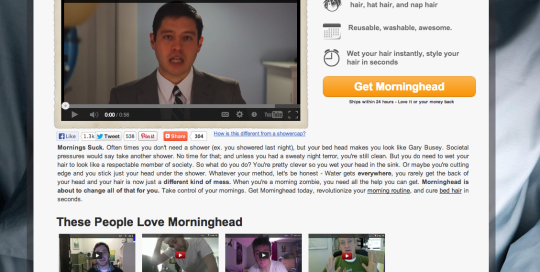 hair, hat hair, and nap hair
Reusable, washable, awesome.
Wet your hair instantly, style your
hair in seconds
0:00 / 0:56
You Tube
Get Morninghead
Ships within 24 hours - Love it or your money back
Like 1.3k Tweet 538 Pin it Share 304 How is this different from a showercap?
Mornings Suck. Often times you don't need a shower (ex. you showered last night), but your bed head makes you look like Gary Busey. Societal
pressures would say take another shower. No time for that; and unless you had a sweaty night terror, you're still clean. But you do need to wet your
hair to look like a respectable member of society. So what do you do? You're pretty clever so you wet your head in the sink. Or maybe you're cutting
edge and you stick just your head under the shower. Whatever your method, let's be honest - Water gets everywhere, you rarely get the back of
your head and your hair is now just a different kind of mess. When you're a morning zombie, you need all the help you can get. Morninghead is
about to change all of that for you. Take control of your mornings. Get Morninghead today, revolutionize your morning routine, and cure bed hair in
seconds.
These People Love Morninghead